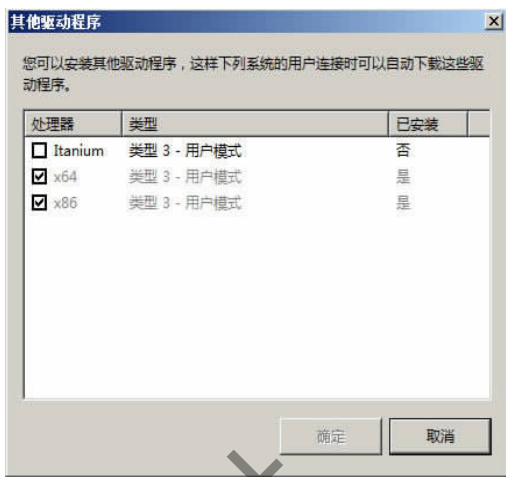 其他驱动程序
您可以安装其他驱动程序，这样下列系统的用户连接时可以自动下载这些驱
动程序。
处理器 类型 已安装
Itanium 类型 3 - 用户模式 否
x64 类型 3 - 用户模式 是
x86 类型 3 - 用户模式 是
确定 取消